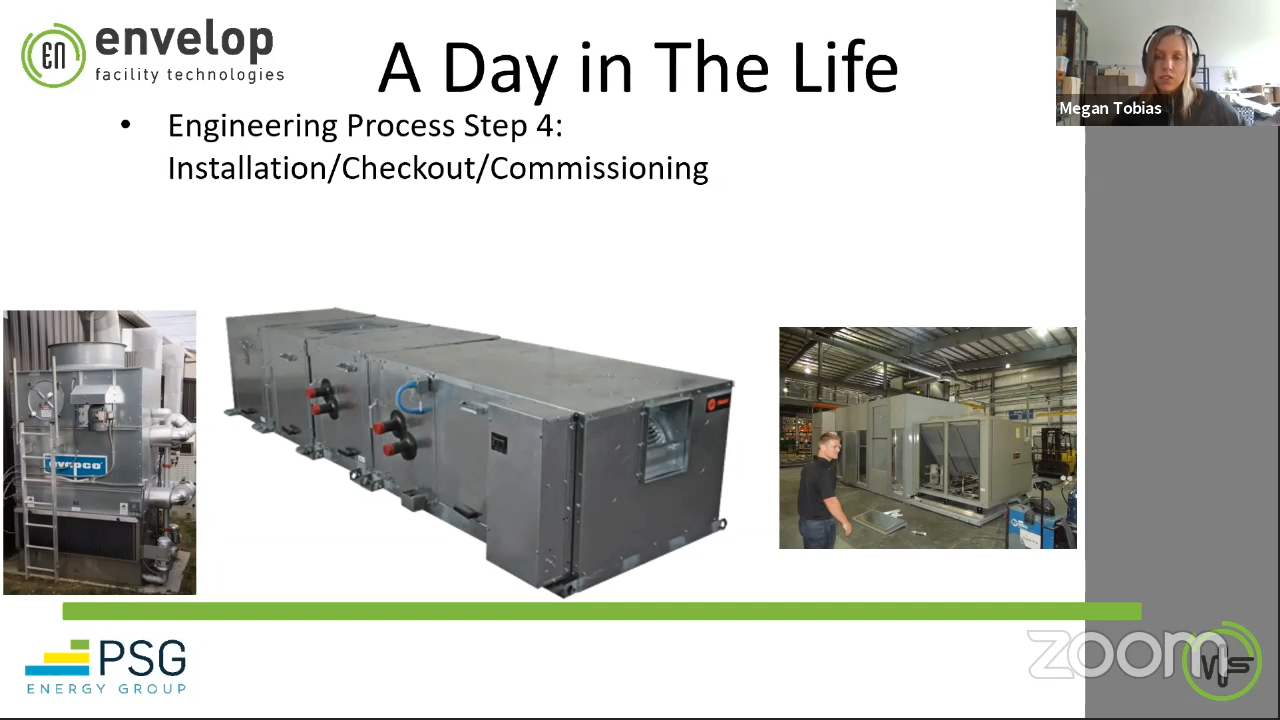 EN envelop
facility technologies
A Day in The Life
Megan Tobias
• Engineering Process Step 4:
Installation/Checkout/Commissioning
evapco
PSG
ENERGY GROUP
zoom